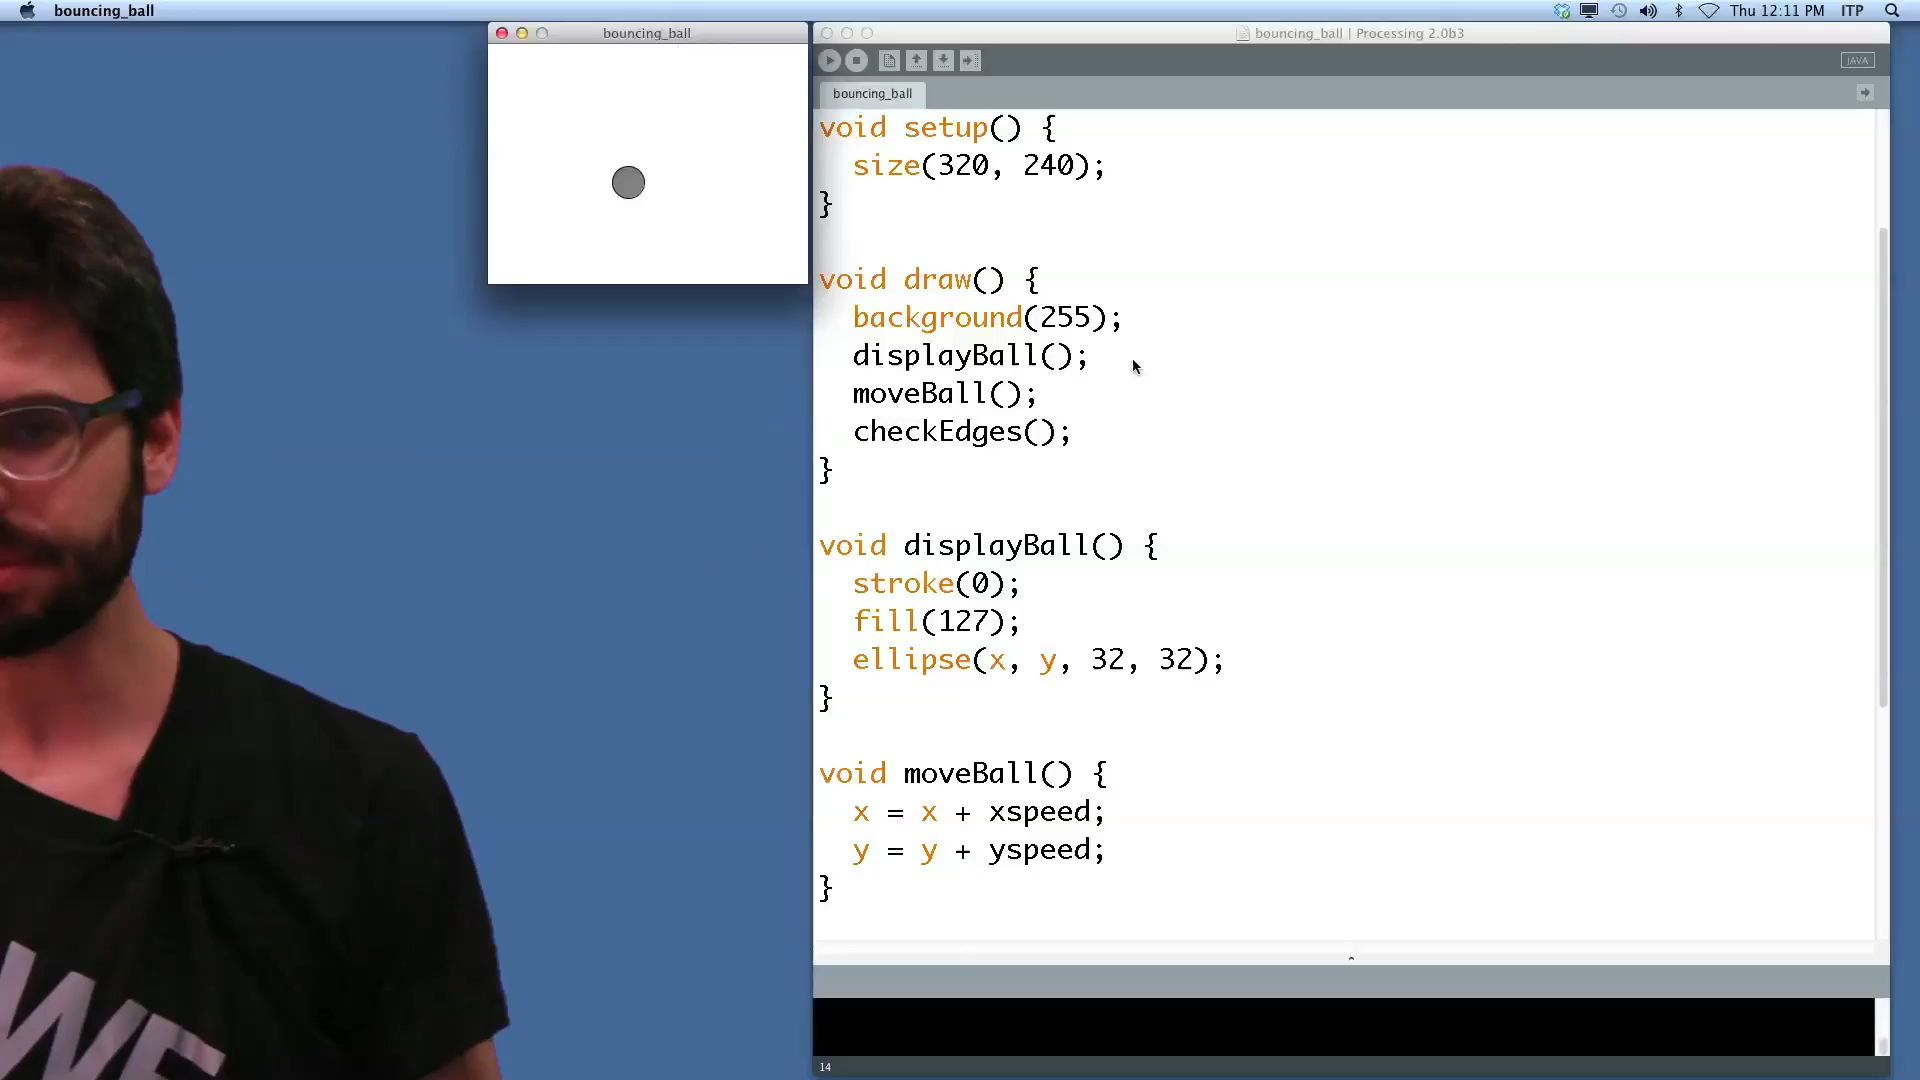 bouncing_ball
Thu 12:11 PM ITP
bouncing_ball
bouncing_ball | Processing 2.0b3
JAVA
bouncing_ball
void setup() {
size(320, 240);
}
void draw() {
background(255);
displayBall();
moveBall();
checkEdges();
}
void displayBall() {
stroke(0);
fill(127);
ellipse(x, y, 32, 32);
}
void moveBall() {
x = x + xspeed;
y = y + yspeed;
}
14